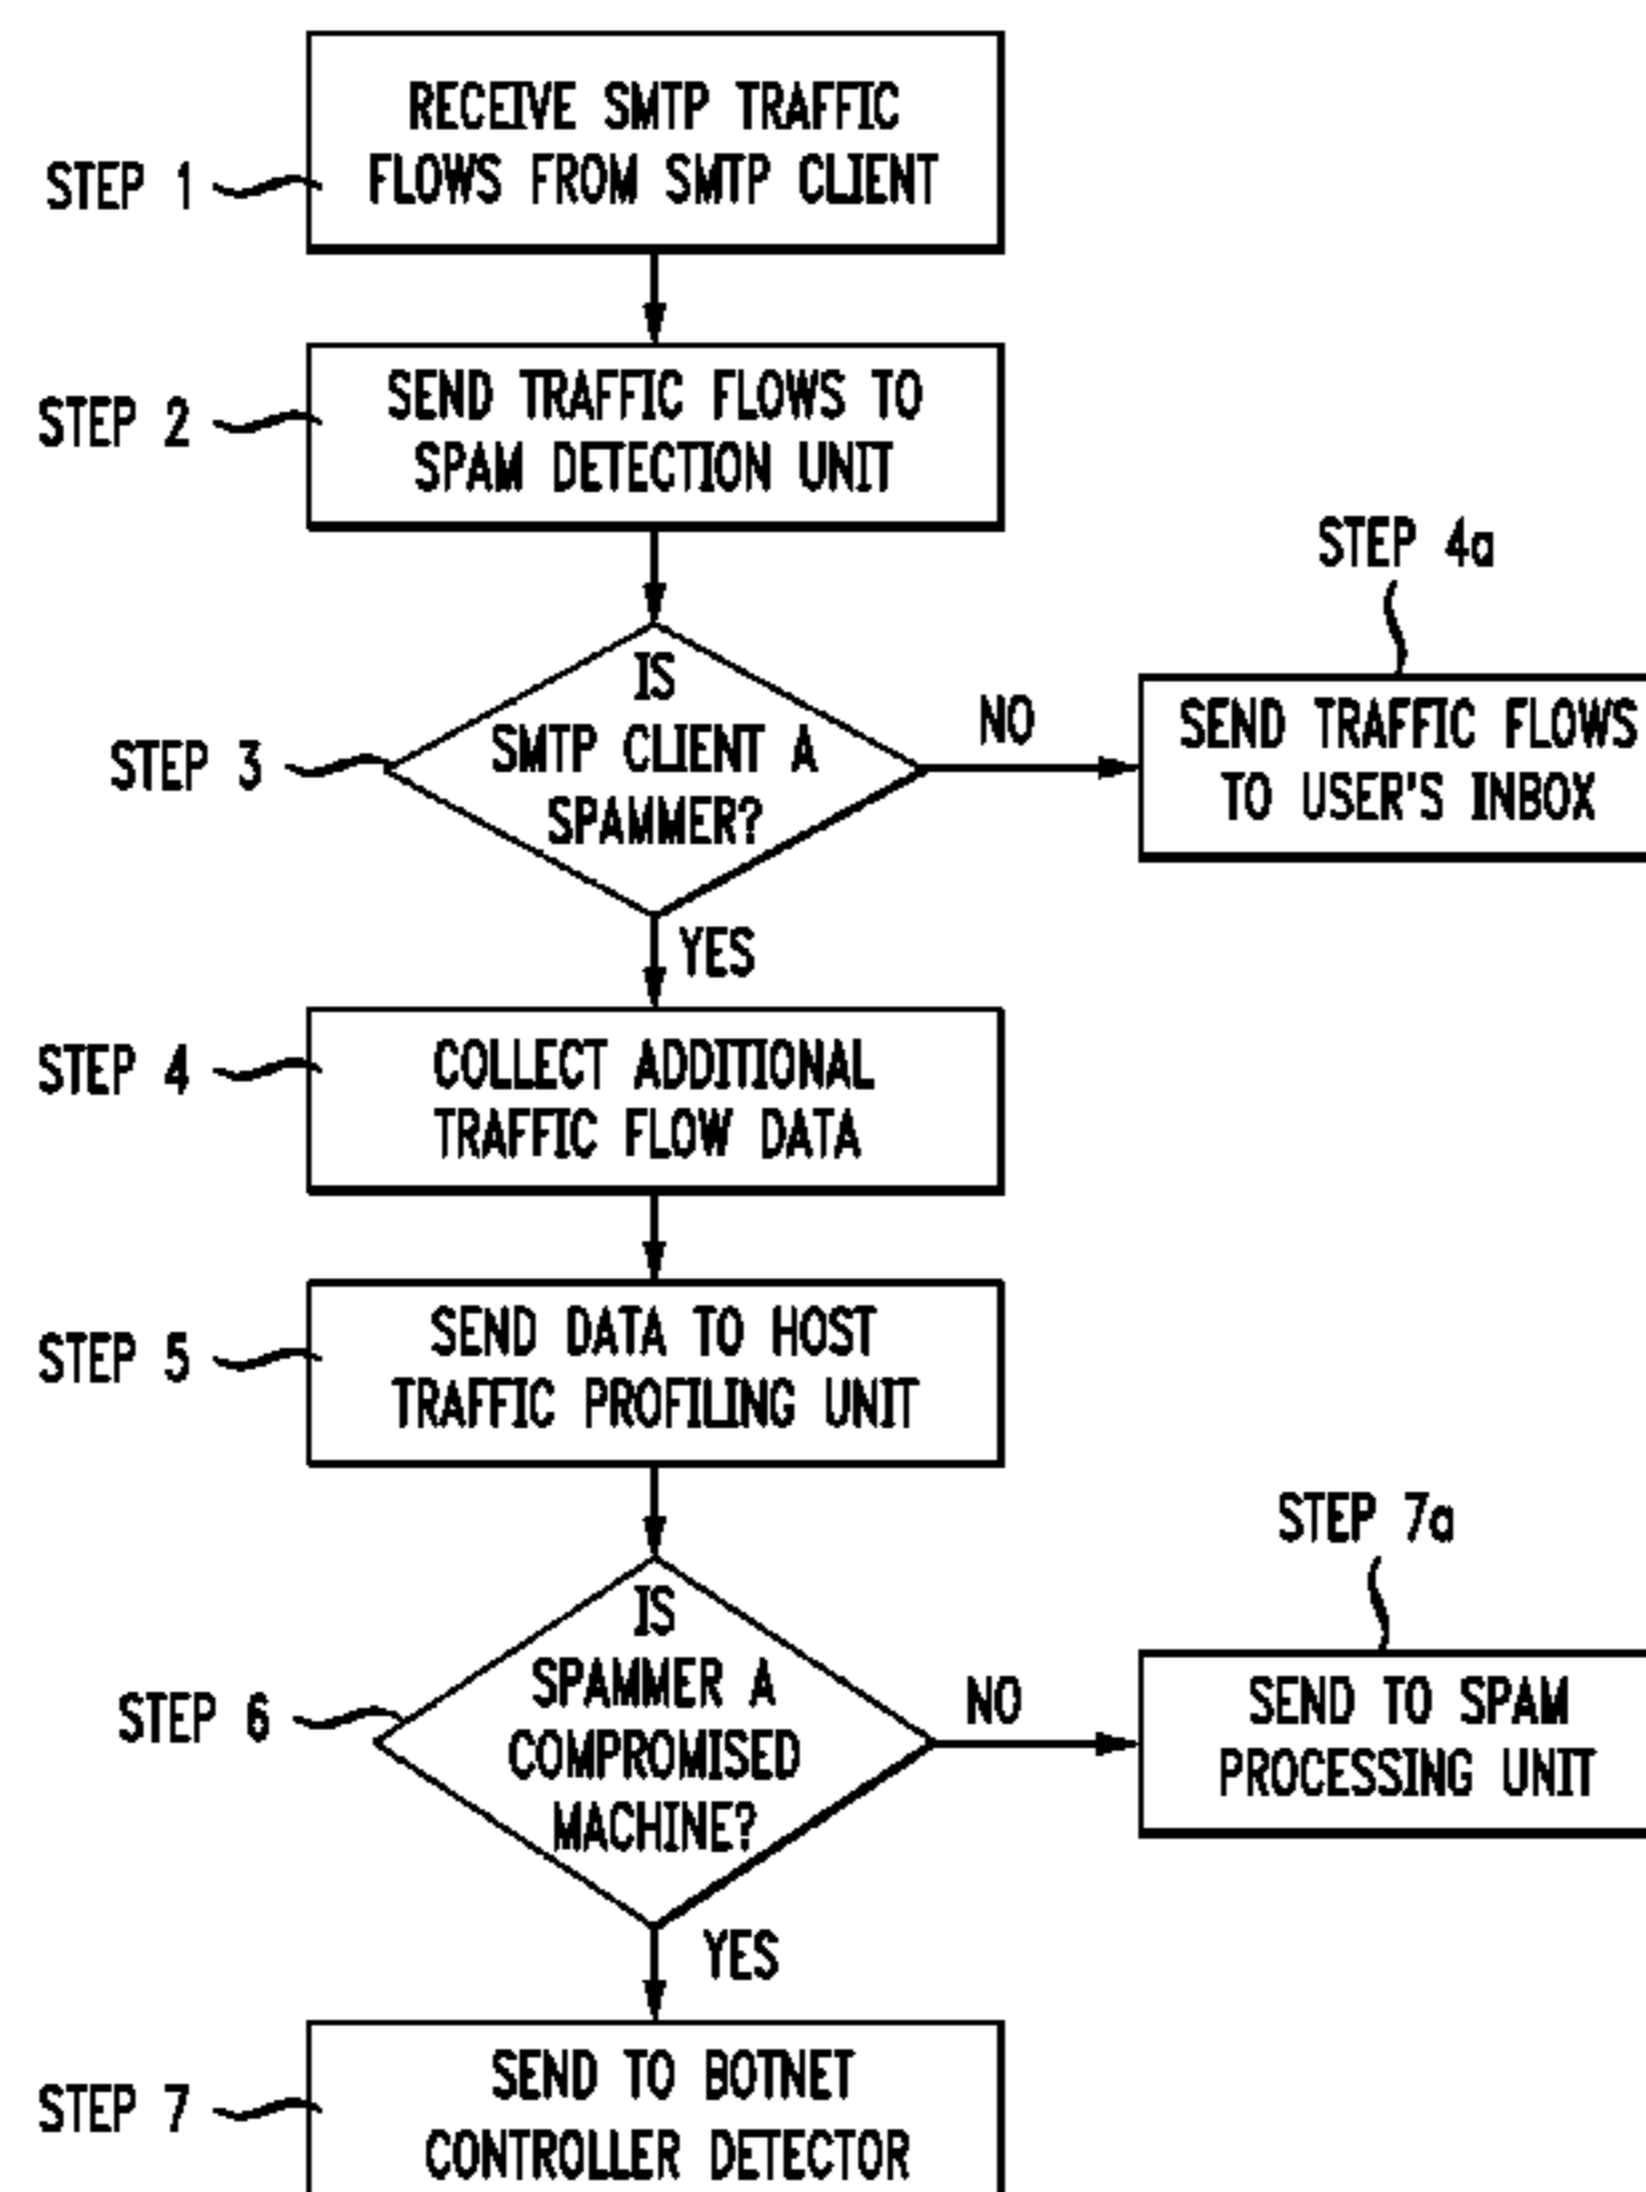 RECEIVE SMTP TRAFFIC
FLOWS FROM SMTP CLIENT
STEP 1
SEND TRAFFIC FLOWS TO
SPAM DETECTION UNIT
STEP 2
IS
SMTP CLIENT A
SPAMMER?
STEP 3
NO
STEP 4a
SEND TRAFFIC FLOWS
TO USER'S INBOX
YES
COLLECT ADDITIONAL
TRAFFIC FLOW DATA
STEP 4
SEND DATA TO HOST
TRAFFIC PROFILING UNIT
STEP 5
IS
SPAMMER A
COMPROMISED
MACHINE?
STEP 6
NO
STEP 7a
SEND TO SPAM
PROCESSING UNIT
YES
SEND TO BOTNET
CONTROLLER DETECTOR
STEP 7